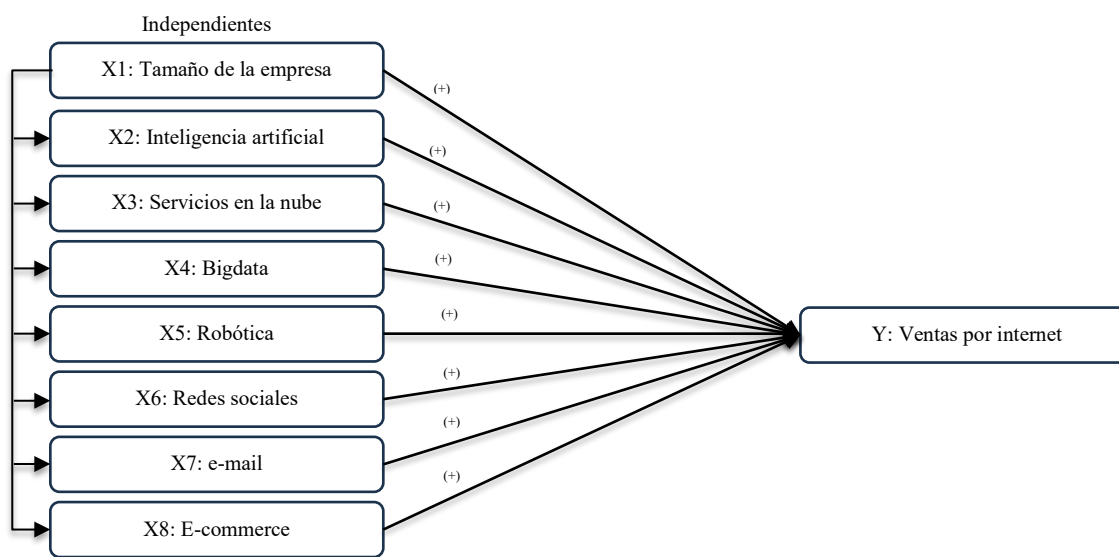 Independientes
X1: Tamaño de la empresa
(+)
X2: Inteligencia artificial
(+)
X3: Servicios en la nube
(+)
X4: Bigdata
(+)
X5: Robótica
(+)
Y: Ventas por internet
X6: Redes sociales
(+)
X7: e-mail
(+)
X8: E-commerce
(+)